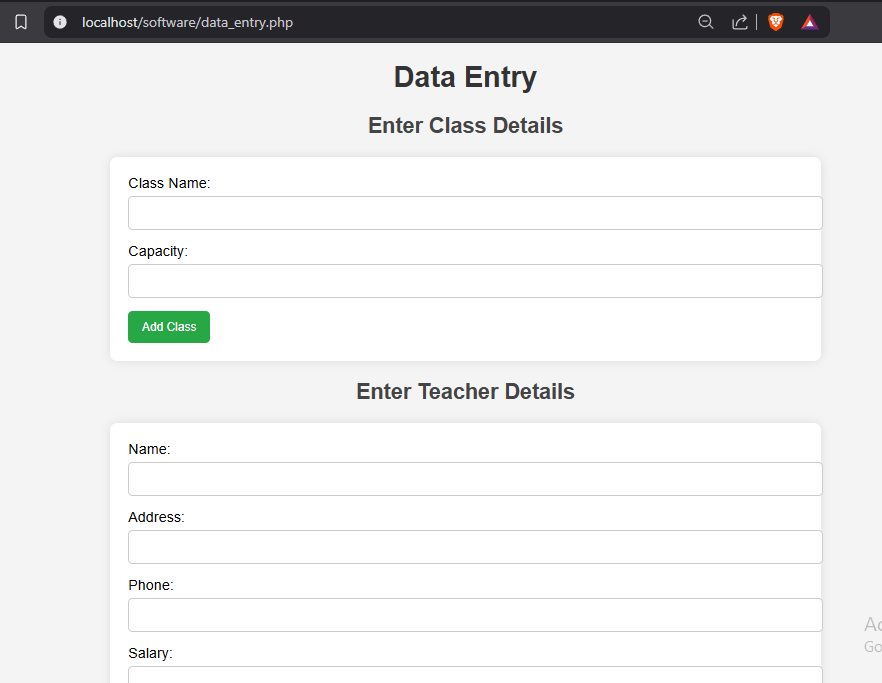 localhost/software/data_entry.php
Data Entry
Enter Class Details
Class Name:
Capacity:
Add Class
Enter Teacher Details
Name:
Address:
Phone:
Salary: